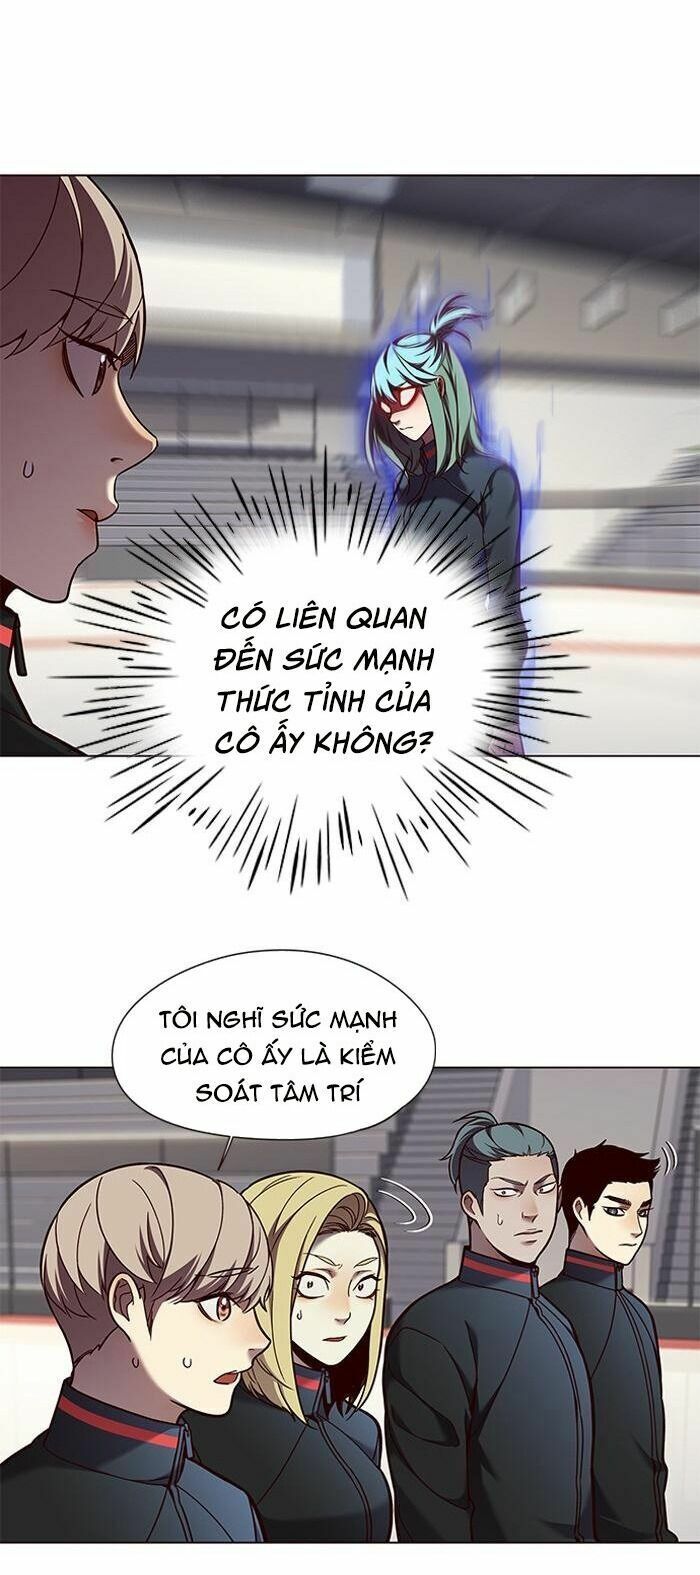 CÓ LIÊN QUAN
ĐẾN SỨC MẠNH
THỨC TỈNH CỦA
CÔ ẤY KHÔNG?
TÔI NGHĨ SỨC MẠNH
CỦA CÔ ẤY LÀ KIỂM
SOÁT TÂM TRÍ